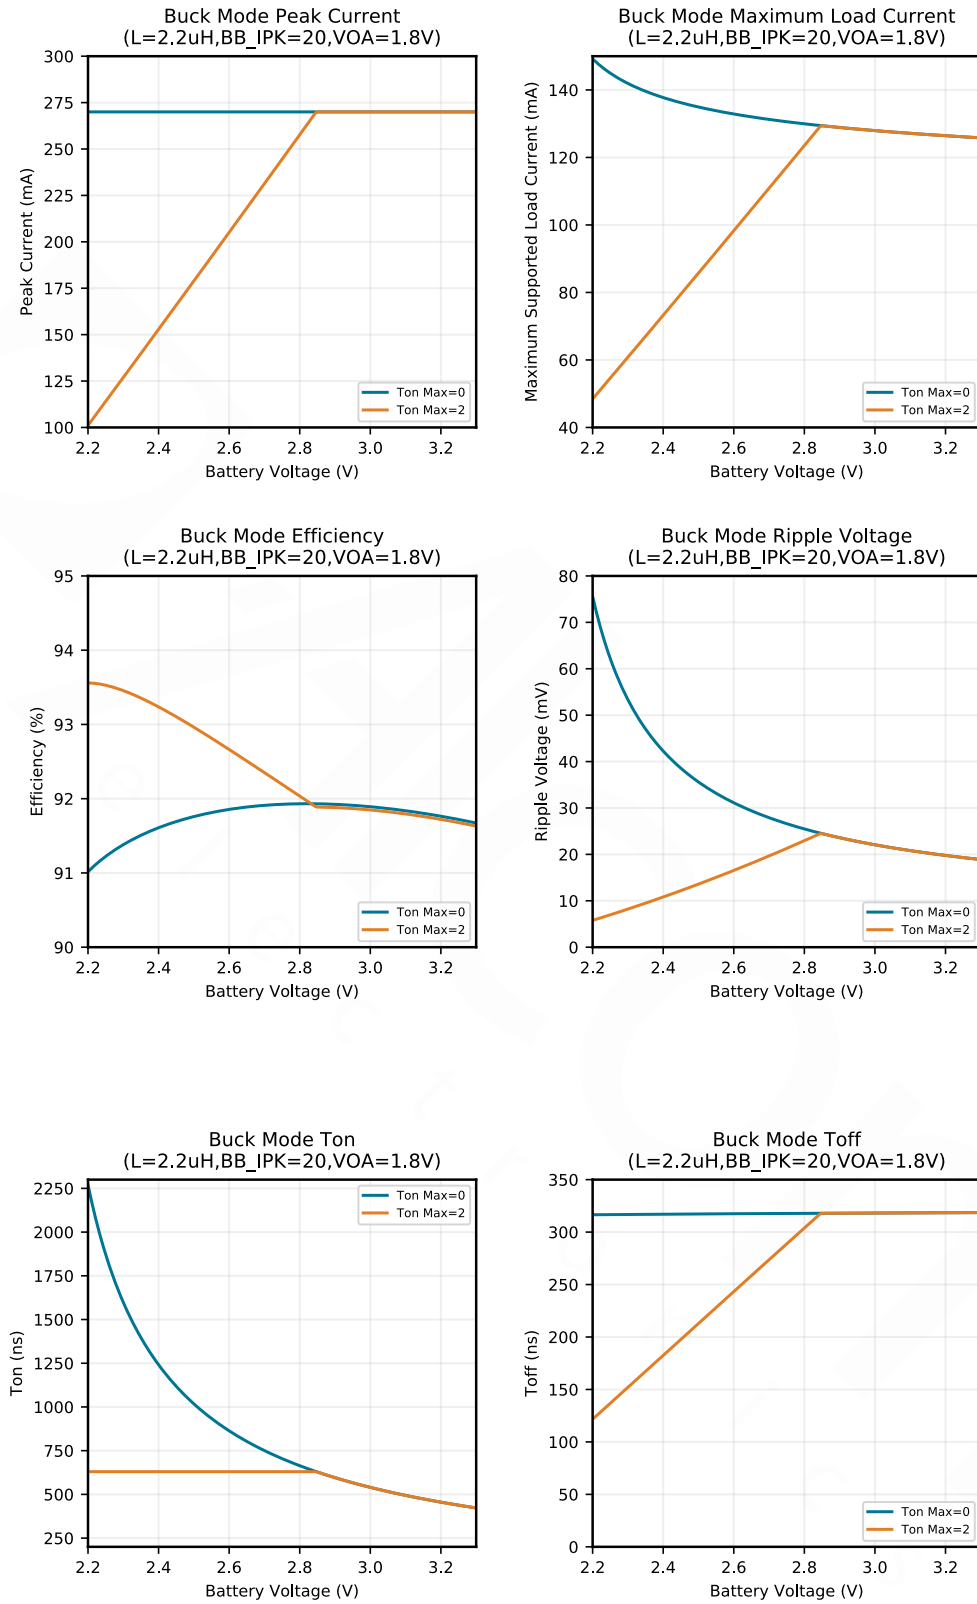 Buck Mode Peak Current
(L=2.2uH,BB_IPK=20,VOA=1.8V)
300
275
250
225
200
175
150
125
100
Peak Current (mA)
Ton Max=0
Ton Max=2
2.2 2.4 2.6 2.8 3.0 3.2
Battery Voltage (V)
Buck Mode Maximum Load Current
(L=2.2uH,BB_IPK=20,VOA=1.8V)
140
120
100
80
60
40
Maximum Supported Load Current (mA)
Ton Max=0
Ton Max=2
2.2 2.4 2.6 2.8 3.0 3.2
Battery Voltage (V)
Buck Mode Efficiency
(L=2.2uH,BB_IPK=20,VOA=1.8V)
95
94
93
92
91
90
Efficiency (%)
Ton Max=0
Ton Max=2
2.2 2.4 2.6 2.8 3.0 3.2
Battery Voltage (V)
Buck Mode Ripple Voltage
(L=2.2uH,BB_IPK=20,VOA=1.8V)
80
70
60
50
40
30
20
10
0
Ripple Voltage (mV)
Ton Max=0
Ton Max=2
2.2 2.4 2.6 2.8 3.0 3.2
Battery Voltage (V)
Buck Mode Ton
(L=2.2uH,BB_IPK=20,VOA=1.8V)
2250
2000
1750
1500
1250
1000
750
500
250
Ton (ns)
Ton Max=0
Ton Max=2
2.2 2.4 2.6 2.8 3.0 3.2
Battery Voltage (V)
Buck Mode Toff
(L=2.2uH,BB_IPK=20,VOA=1.8V)
350
300
250
200
150
100
50
0
Toff (ns)
Ton Max=0
Ton Max=2
2.2 2.4 2.6 2.8 3.0 3.2
Battery Voltage (V)